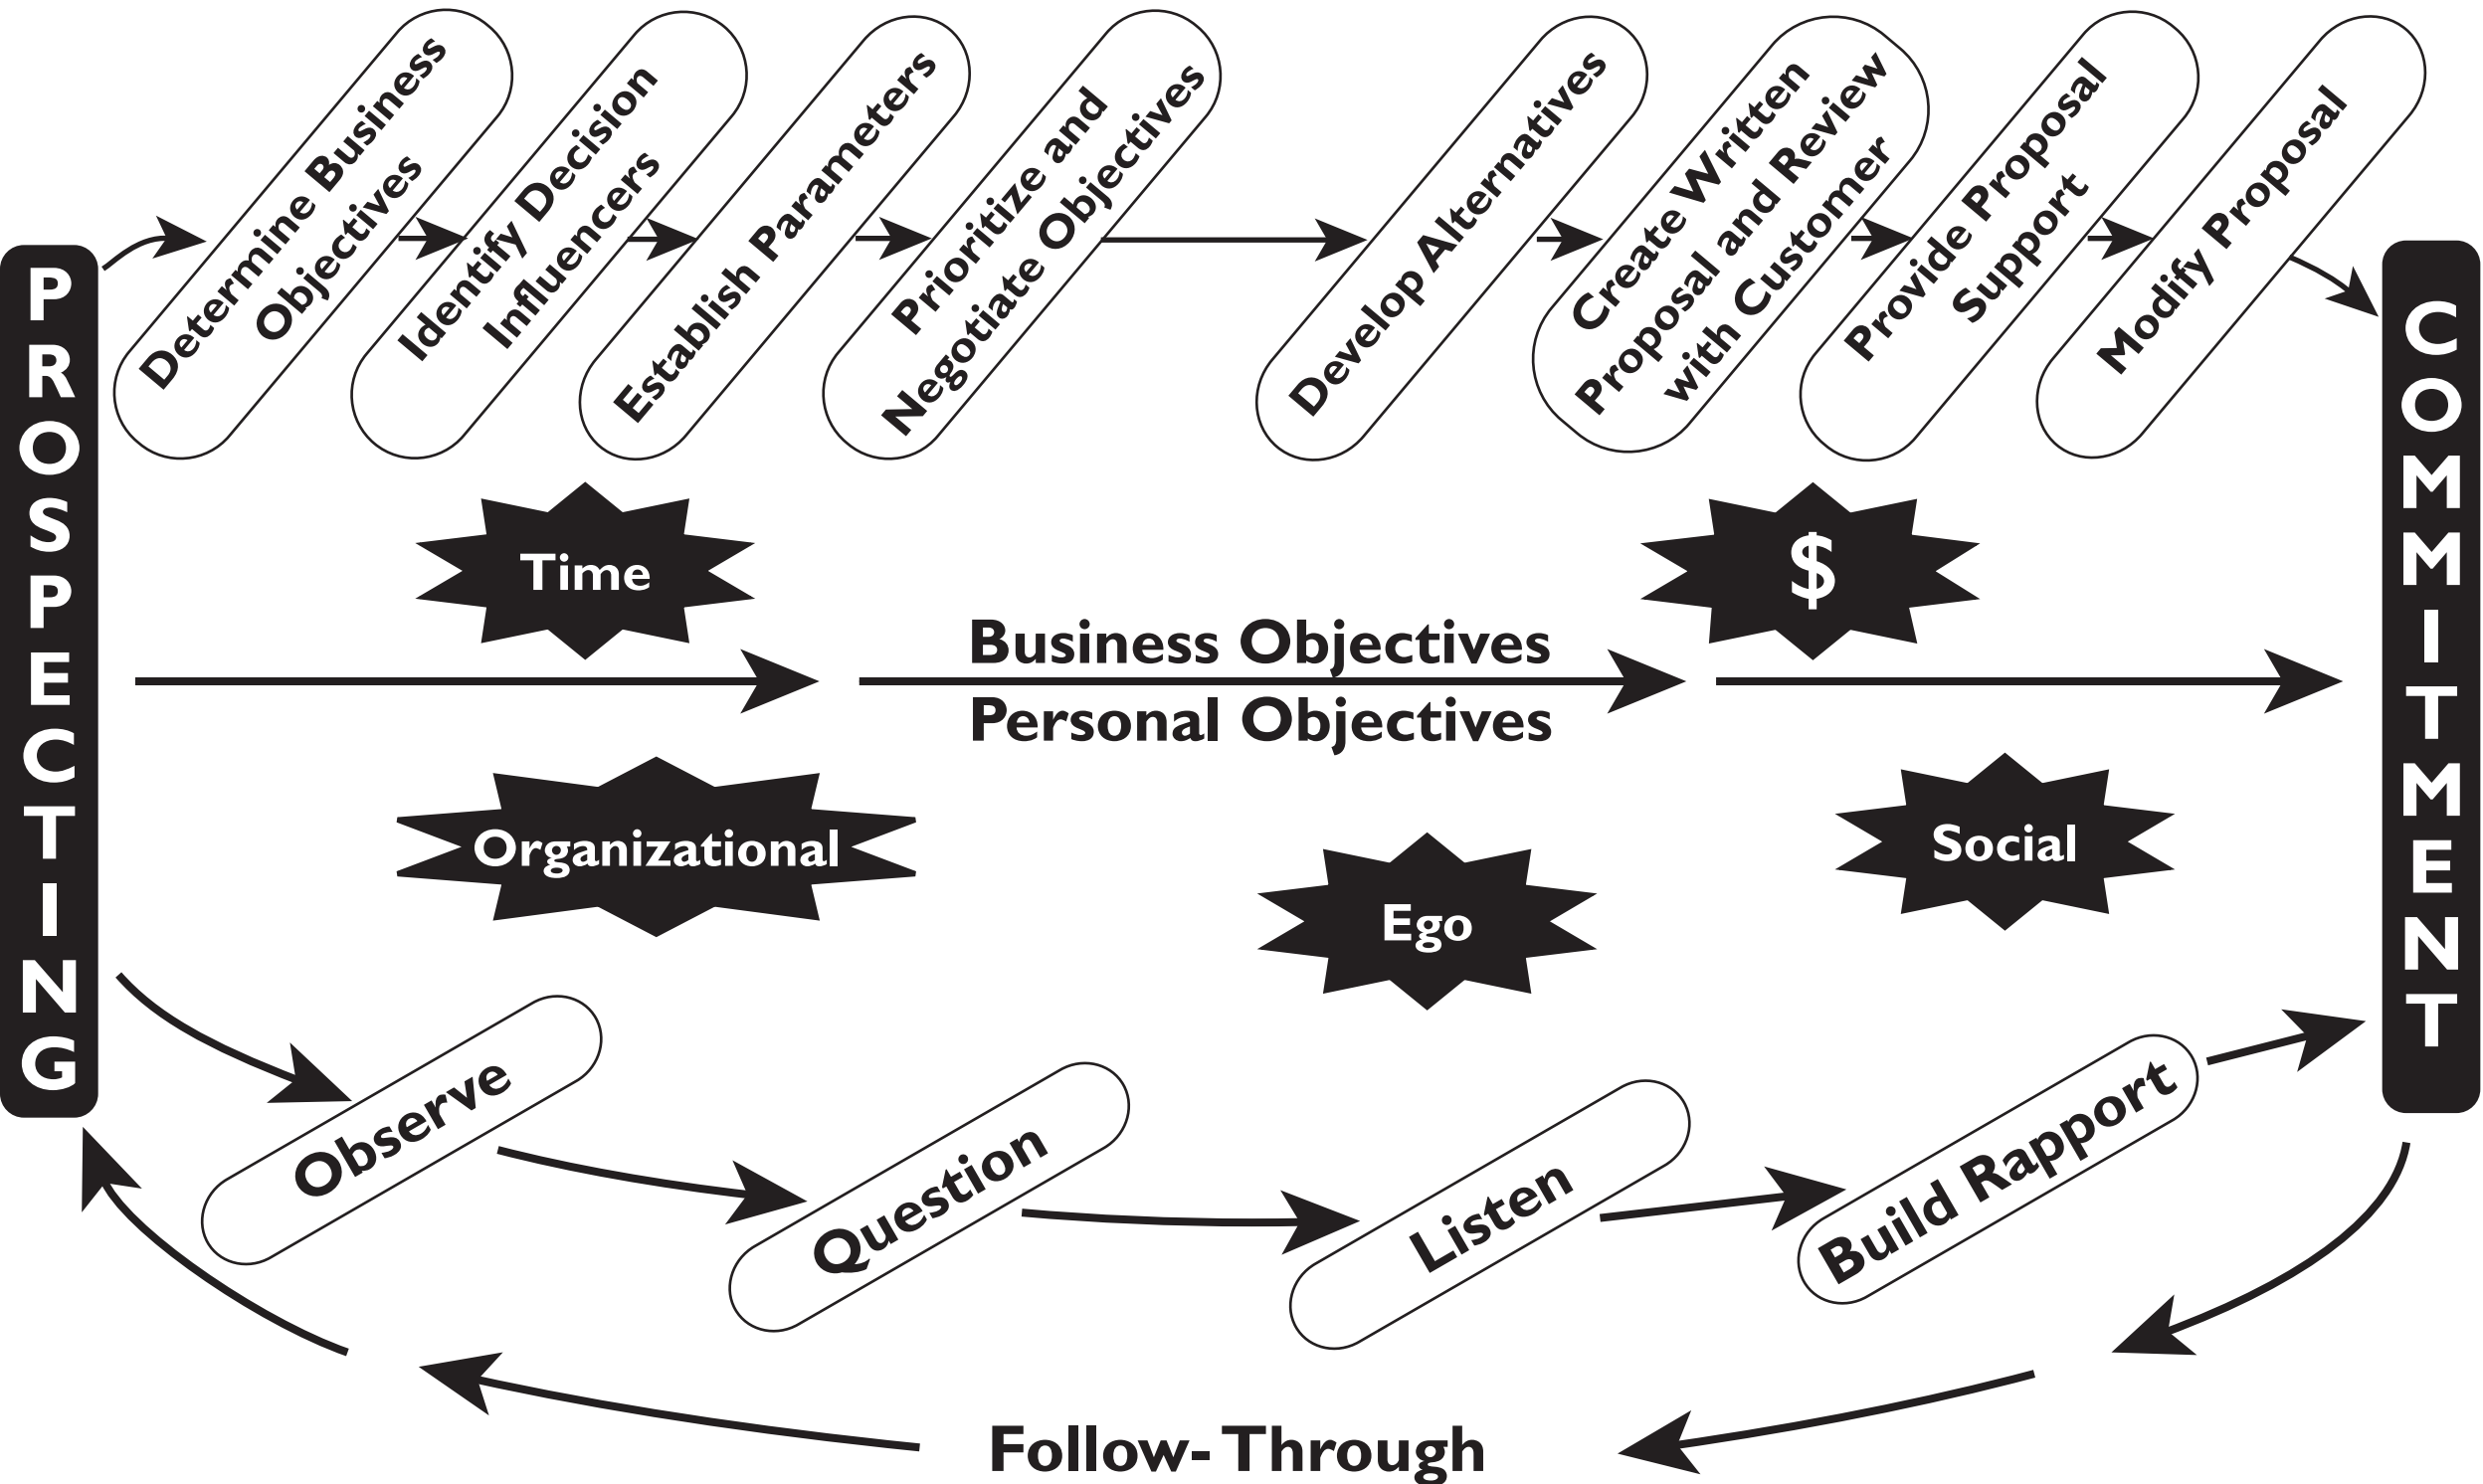 PROSPECTING
Determine Business
Objectives
Identify Decision
Influencers
Establish Parameters
Prioritize and
Negotiate Objectives
Develop Alternatives
Create Written
Proposal and Review
with Customer
Provide Proposal
Support
Modify Proposal
COMMITMENT
Time
$
Business Objectives
Personal Objectives
Organizational
Ego
Social
Observe
Question
Listen
Build Rapport
Follow-Through